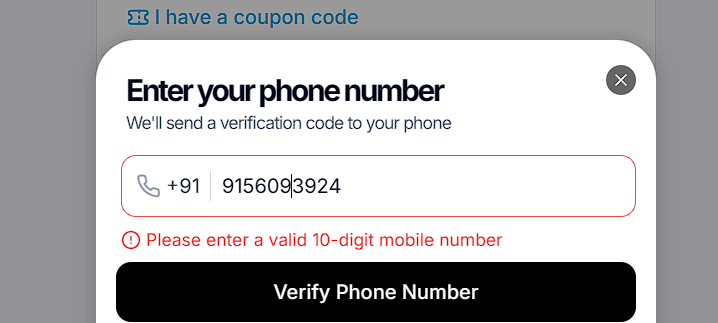 I have a coupon code
Enter your phone number
We'll send a verification code to your phone
+91 9156093924
Please enter a valid 10-digit mobile number
Verify Phone Number